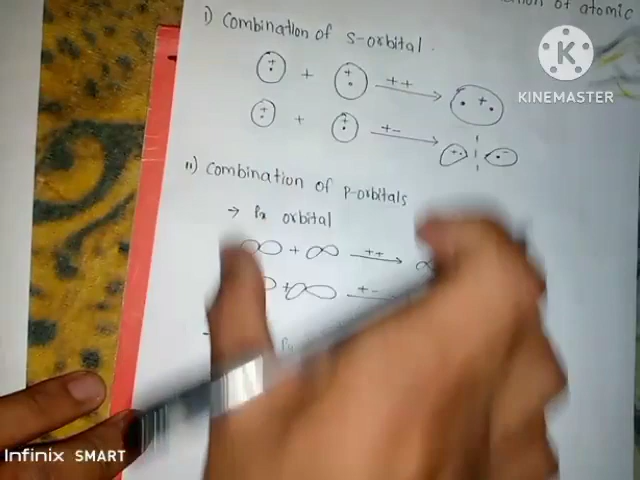 of atomic
i) Combination of s-orbital.
+ + ++ +
+ + + +- + -
ii) Combination of P-orbitals
→ Px orbital
+ ++
+ +-
K
KINEMASTER
Infinix SMART